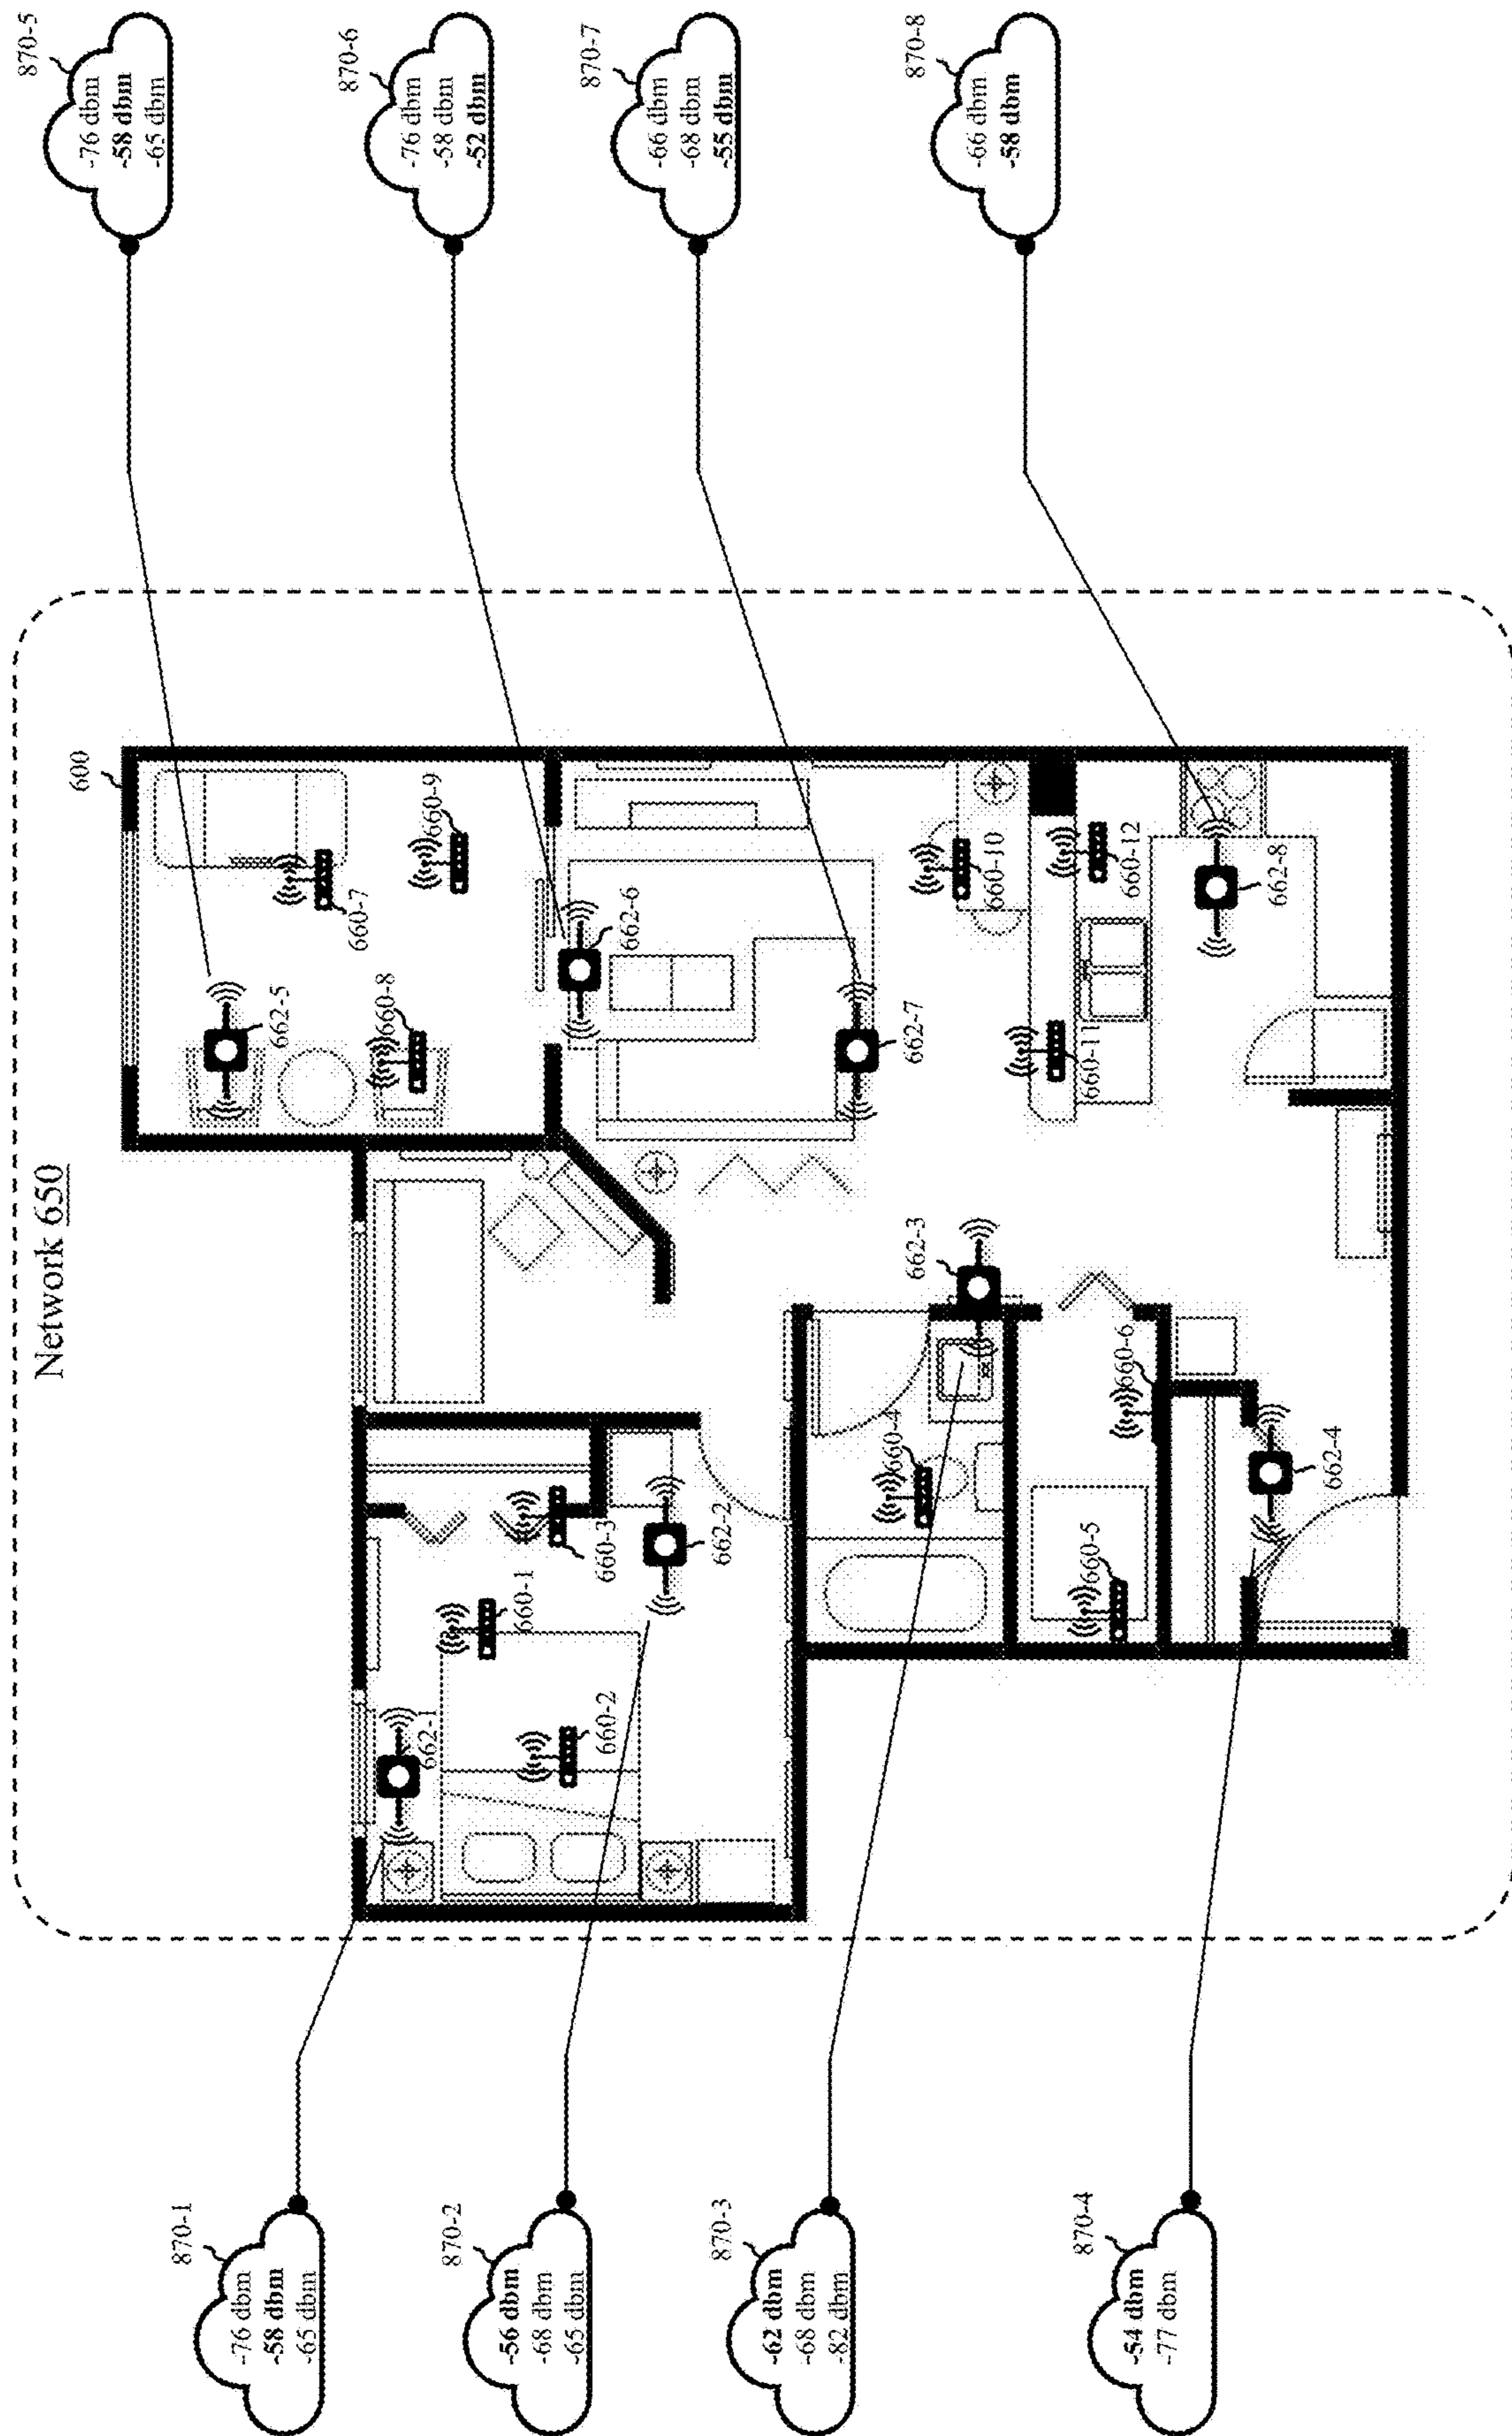 Network 650
600
870-1
-76 dbm
-58 dbm
-65 dbm
870-2
-56 dbm
-68 dbm
-65 dbm
870-3
-62 dbm
-68 dbm
-82 dbm
870-4
-54 dbm
-77 dbm
870-5
-76 dbm
-58 dbm
-65 dbm
870-6
-76 dbm
-58 dbm
-52 dbm
870-7
-66 dbm
-68 dbm
-55 dbm
870-8
-66 dbm
-58 dbm
662-1
660-1
660-2
660-3
662-2
660-4
662-3
660-5
660-6
662-4
662-5
660-7
660-8
660-9
662-6
662-7
660-10
660-11
660-12
662-8